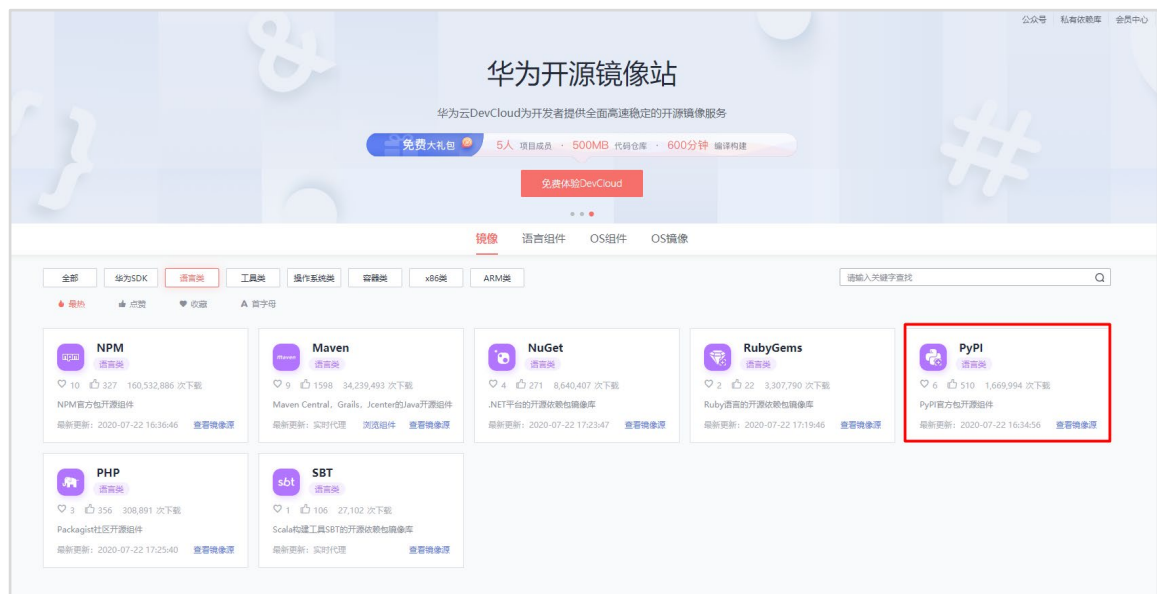 公众号 私有依赖库 会员中心
华为开源镜像站
华为云DevCloud为开发者提供全面高速稳定的开源镜像服务
免费大礼包 5人 项目成员 · 500MB 代码仓库 · 600分钟 编译构建
免费体验DevCloud
镜像 语言组件 OS组件 OS镜像
全部 华为SDK 语言类 工具类 操作系统类 容器类 x86类 ARM类 请输入关键字查找
最热 点赞 收藏 A 首字母
NPM
语言类
10 327 160,532,886 次下载
NPM官方包开源组件
最新更新：2020-07-22 16:36:46 查看镜像源
Maven
Maven
语言类
9 1598 34,239,493 次下载
Maven Central，Grails，Jcenter的Java开源组件
最新更新：实时代理 浏览组件 查看镜像源
NuGet
语言类
4 271 8,640,407 次下载
.NET平台的开源依赖包镜像库
最新更新：2020-07-22 17:23:47 查看镜像源
RubyGems
语言类
2 22 3,307,790 次下载
Ruby语言的开源依赖包镜像库
最新更新：2020-07-22 17:19:46 查看镜像源
PyPI
语言类
6 510 1,669,994 次下载
PyPI官方包开源组件
最新更新：2020-07-22 16:34:56 查看镜像源
PHP
语言类
3 356 308,891 次下载
Packagist社区开源组件
最新更新：2020-07-22 17:25:40 查看镜像源
sbt
SBT
语言类
1 106 27,102 次下载
Scala构建工具SBT的开源依赖包镜像库
最新更新：实时代理 查看镜像源